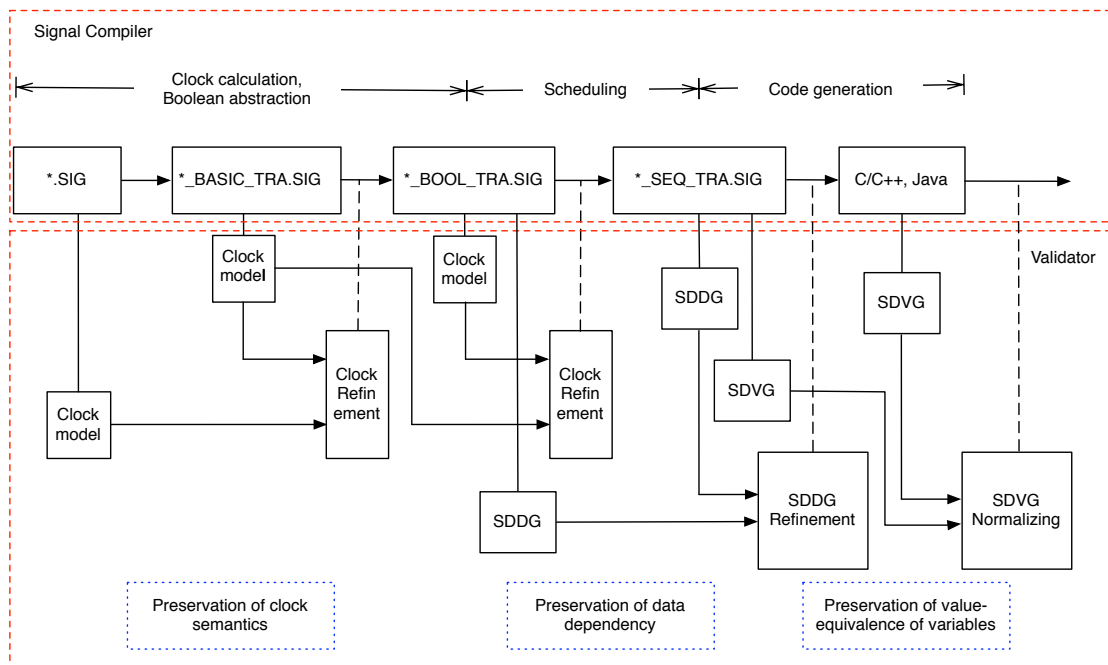 Signal Compiler
Clock calculation,
Boolean abstraction
Scheduling
Code generation
*.SIG
*_BASIC_TRA.SIG
*_BOOL_TRA.SIG
*_SEQ_TRA.SIG
C/C++, Java
Validator
Clock
model
Clock
model
SDDG
SDVG
Clock
Refin
ement
Clock
Refin
ement
SDVG
Clock
model
SDDG
SDDG
Refinement
SDVG
Normalizing
Preservation of clock
semantics
Preservation of data
dependency
Preservation of value-
equivalence of variables